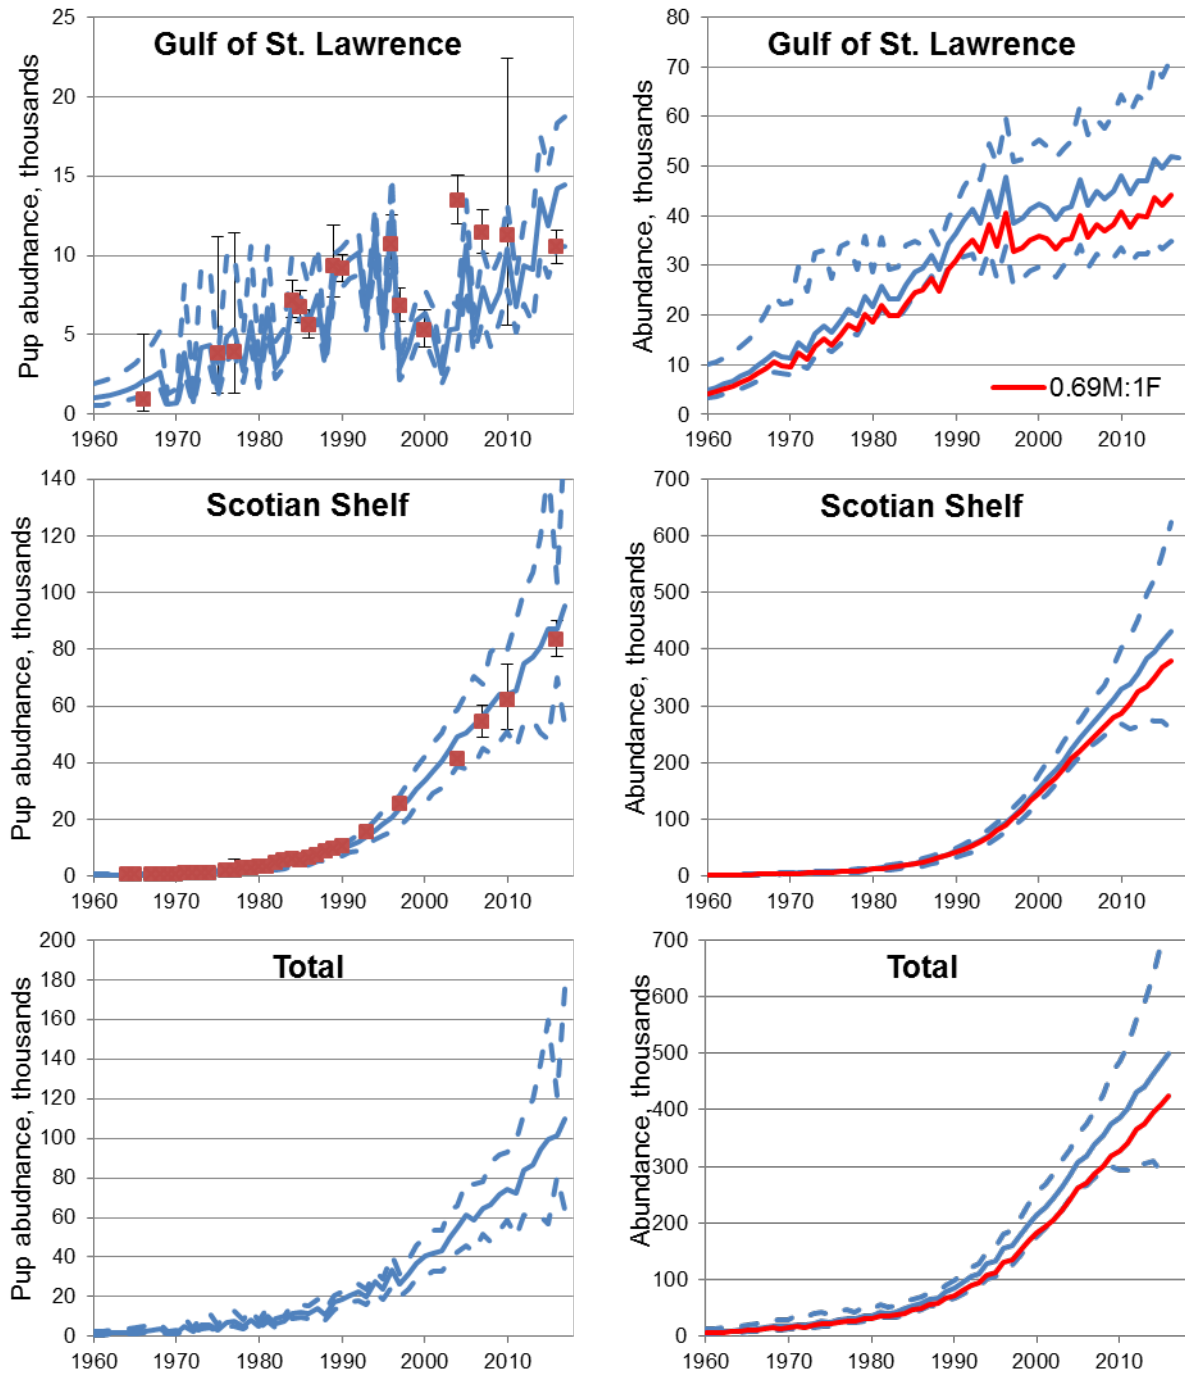 Gulf of St. Lawrence
Pup abudnance, thousands
25
20
15
10
5
0
1960 1970 1980 1990 2000 2010
Gulf of St. Lawrence
Abundance, thousands
80
70
60
50
40
30
20
10
0
0.69M:1F
1960 1970 1980 1990 2000 2010
Scotian Shelf
Pup abudnance, thousands
140
120
100
80
60
40
20
0
1960 1970 1980 1990 2000 2010
Scotian Shelf
Abundance, thousands
700
600
500
400
300
200
100
0
1960 1970 1980 1990 2000 2010
Total
Pup abudnance, thousands
200
180
160
140
120
100
80
60
40
20
0
1960 1970 1980 1990 2000 2010
Total
Abundance, thousands
700
600
500
400
300
200
100
0
1960 1970 1980 1990 2000 2010